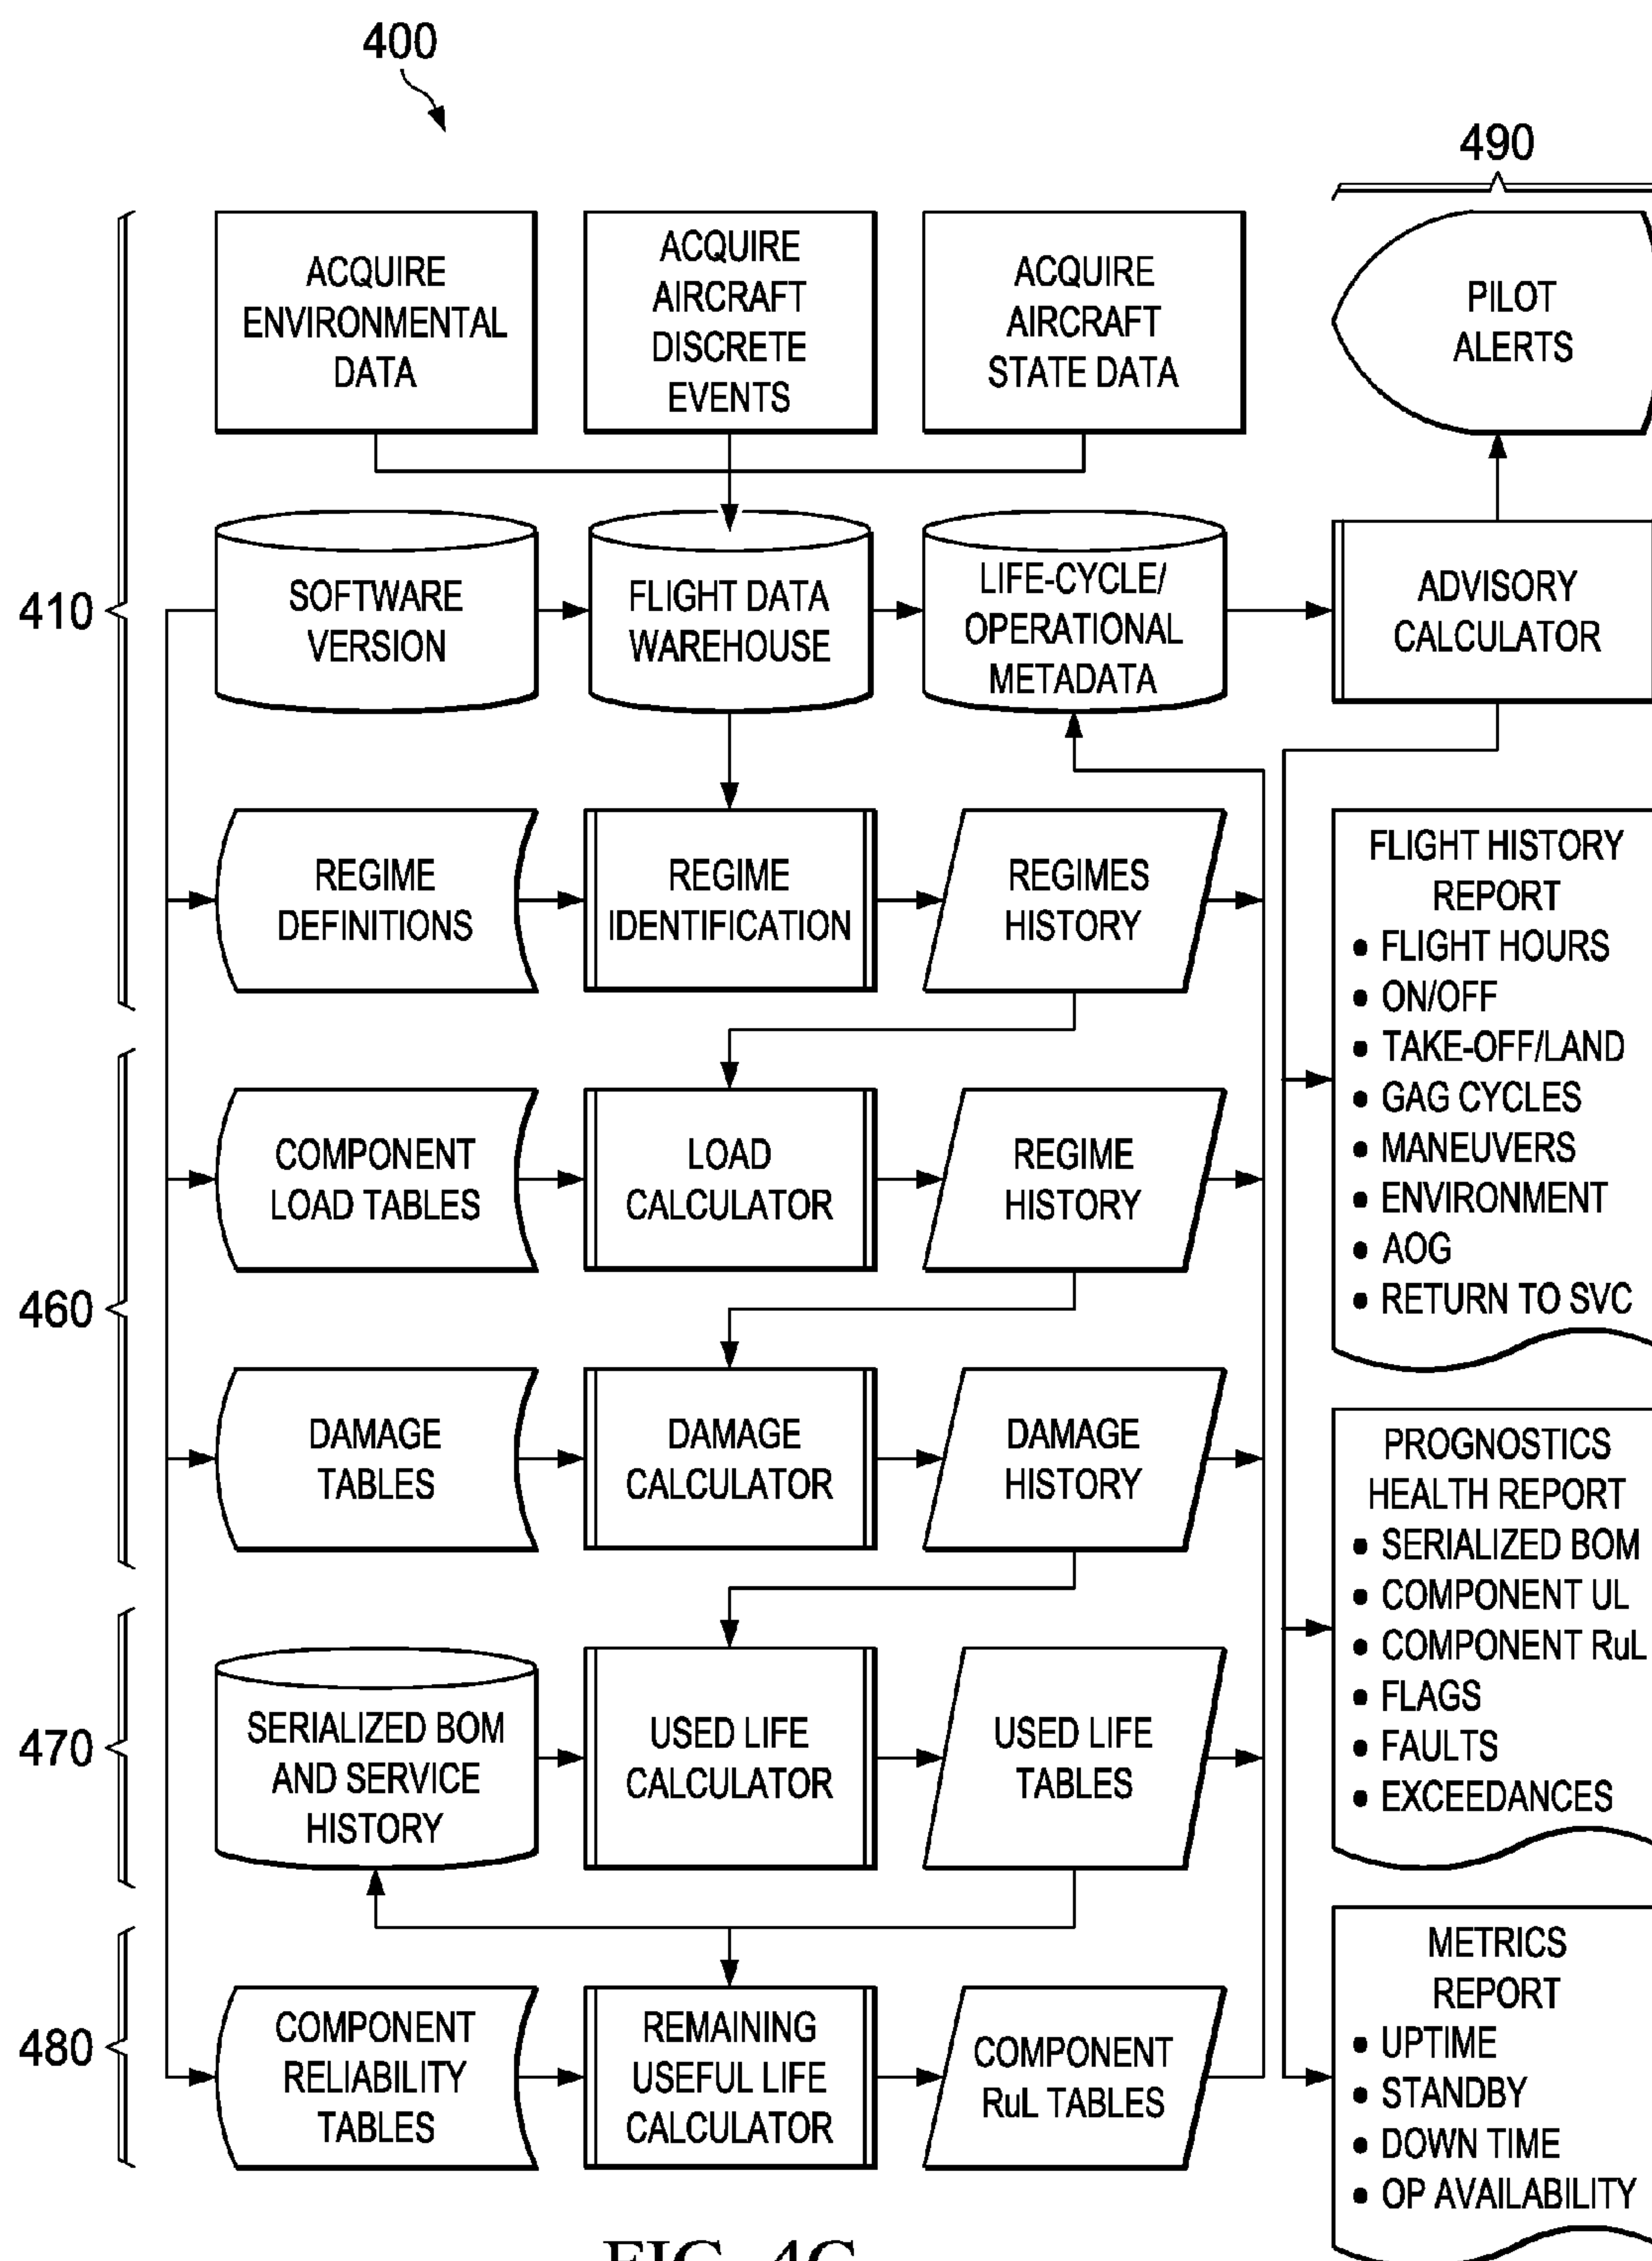 400
490
ACQUIRE
ENVIRONMENTAL
DATA
ACQUIRE
AIRCRAFT
DISCRETE
EVENTS
ACQUIRE
AIRCRAFT
STATE DATA
PILOT
ALERTS
410
SOFTWARE
VERSION
FLIGHT DATA
WAREHOUSE
LIFE-CYCLE/
OPERATIONAL
METADATA
ADVISORY
CALCULATOR
REGIME
DEFINITIONS
REGIME
IDENTIFICATION
REGIMES
HISTORY
FLIGHT HISTORY
REPORT
• FLIGHT HOURS
• ON/OFF
• TAKE-OFF/LAND
• GAG CYCLES
• MANEUVERS
• ENVIRONMENT
• AOG
• RETURN TO SVC
460
COMPONENT
LOAD TABLES
LOAD
CALCULATOR
REGIME
HISTORY
DAMAGE
TABLES
DAMAGE
CALCULATOR
DAMAGE
HISTORY
PROGNOSTICS
HEALTH REPORT
• SERIALIZED BOM
• COMPONENT UL
• COMPONENT RuL
• FLAGS
• FAULTS
• EXCEEDANCES
470
SERIALIZED BOM
AND SERVICE
HISTORY
USED LIFE
CALCULATOR
USED LIFE
TABLES
480
COMPONENT
RELIABILITY
TABLES
REMAINING
USEFUL LIFE
CALCULATOR
COMPONENT
RuL TABLES
METRICS
REPORT
• UPTIME
• STANDBY
• DOWN TIME
• OP AVAILABILITY
FIG. 4C